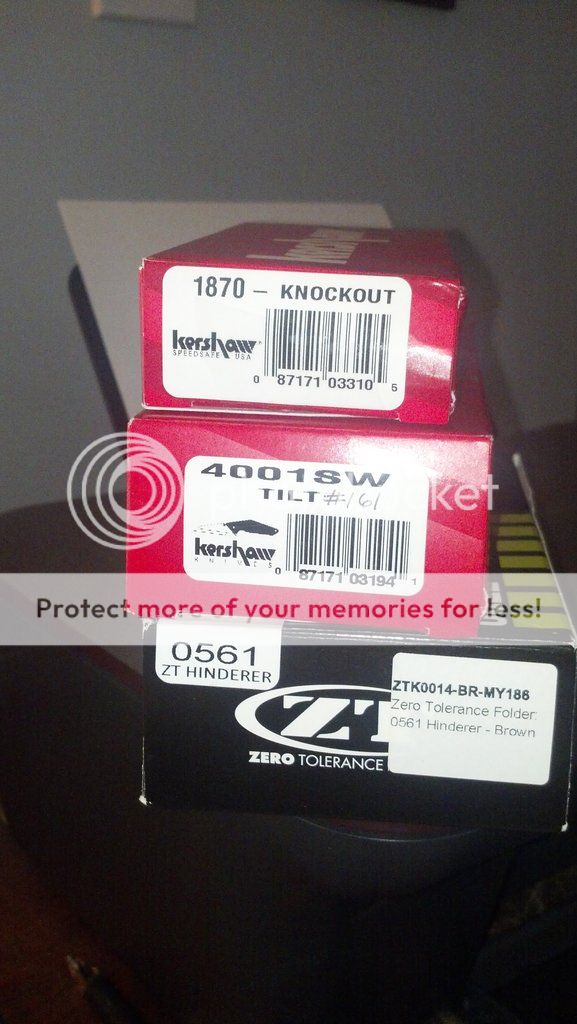 kershaw
1870 – KNOCKOUT
kershaw
SPEEDSAFE USA
0 87171 03310 5
4001SW
TILT #161
photobucket
kershaw
KNIVES
0 87171 03194 1
Protect more of your memories for less!
0561
ZT HINDERER
ZT
ZERO TOLERANCE
ZTK0014-BR-MY186
Zero Tolerance Folder:
0561 Hinderer - Brown